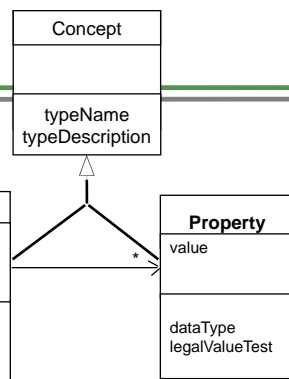 Concept
typeName
typeDescription
*
Property
value
dataType
legalValueTest